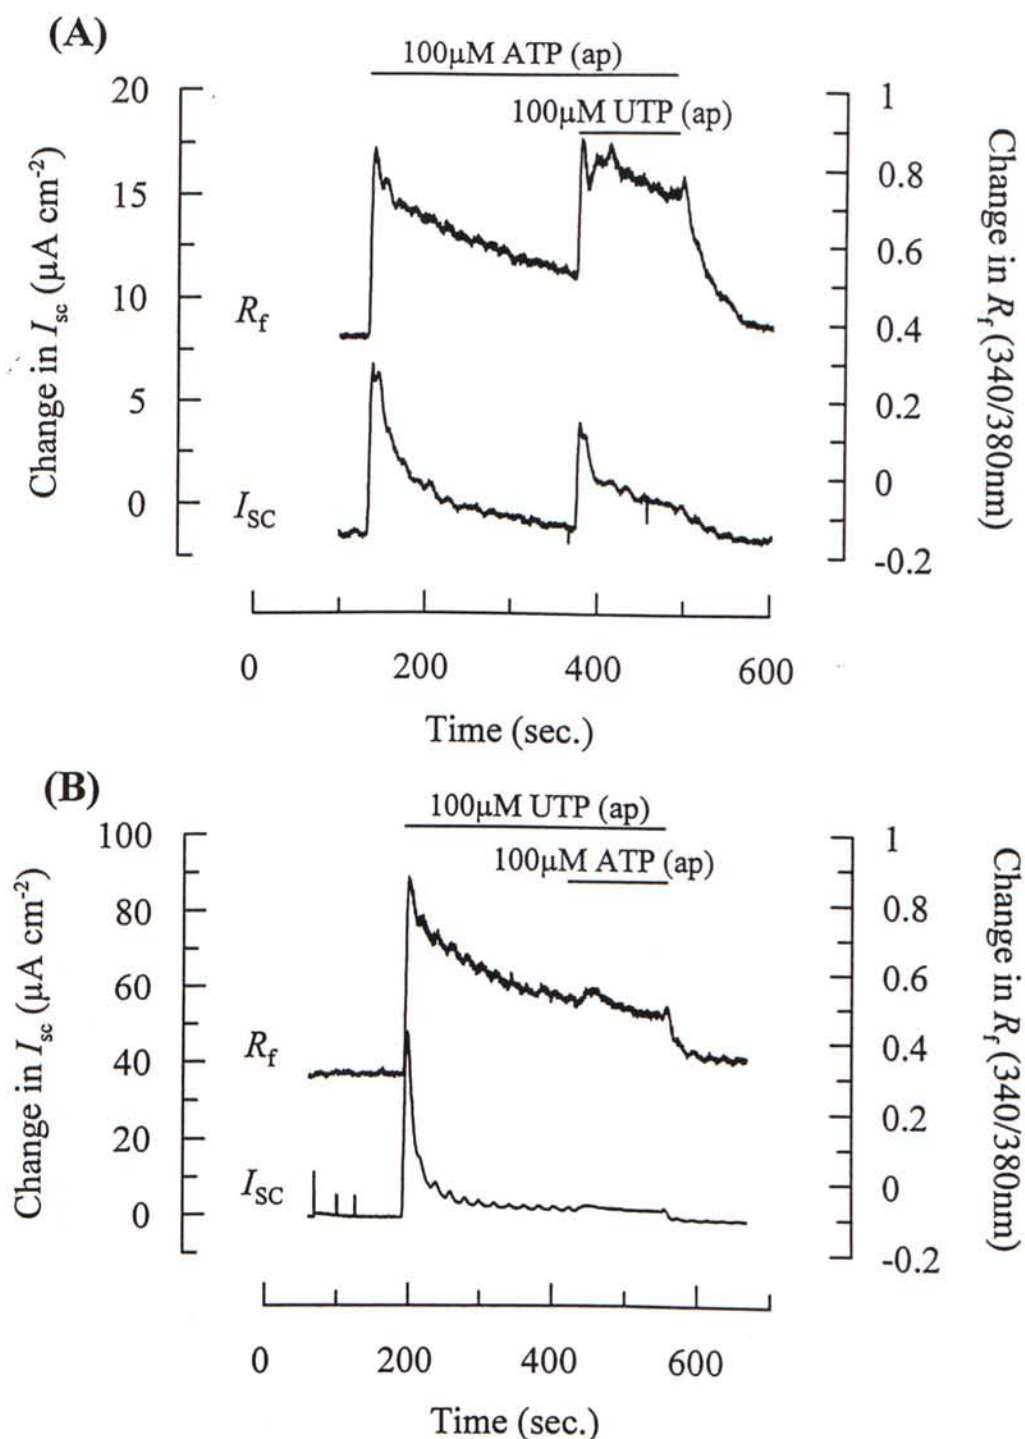 (A)
100μM ATP (ap)
100μM UTP (ap)
Change in Isc (μA cm-2)
20
15
10
5
0
Rf
ISC
1
0.8
0.6
0.4
0.2
0
-0.2
Change in Rf (340/380nm)
0
200
400
600
Time (sec.)
(B)
100μM UTP (ap)
100μM ATP (ap)
Change in Isc (μA cm-2)
100
80
60
40
20
0
Rf
ISC
1
0.8
0.6
0.4
0.2
0
-0.2
Change in Rf (340/380nm)
0
200
400
600
Time (sec.)